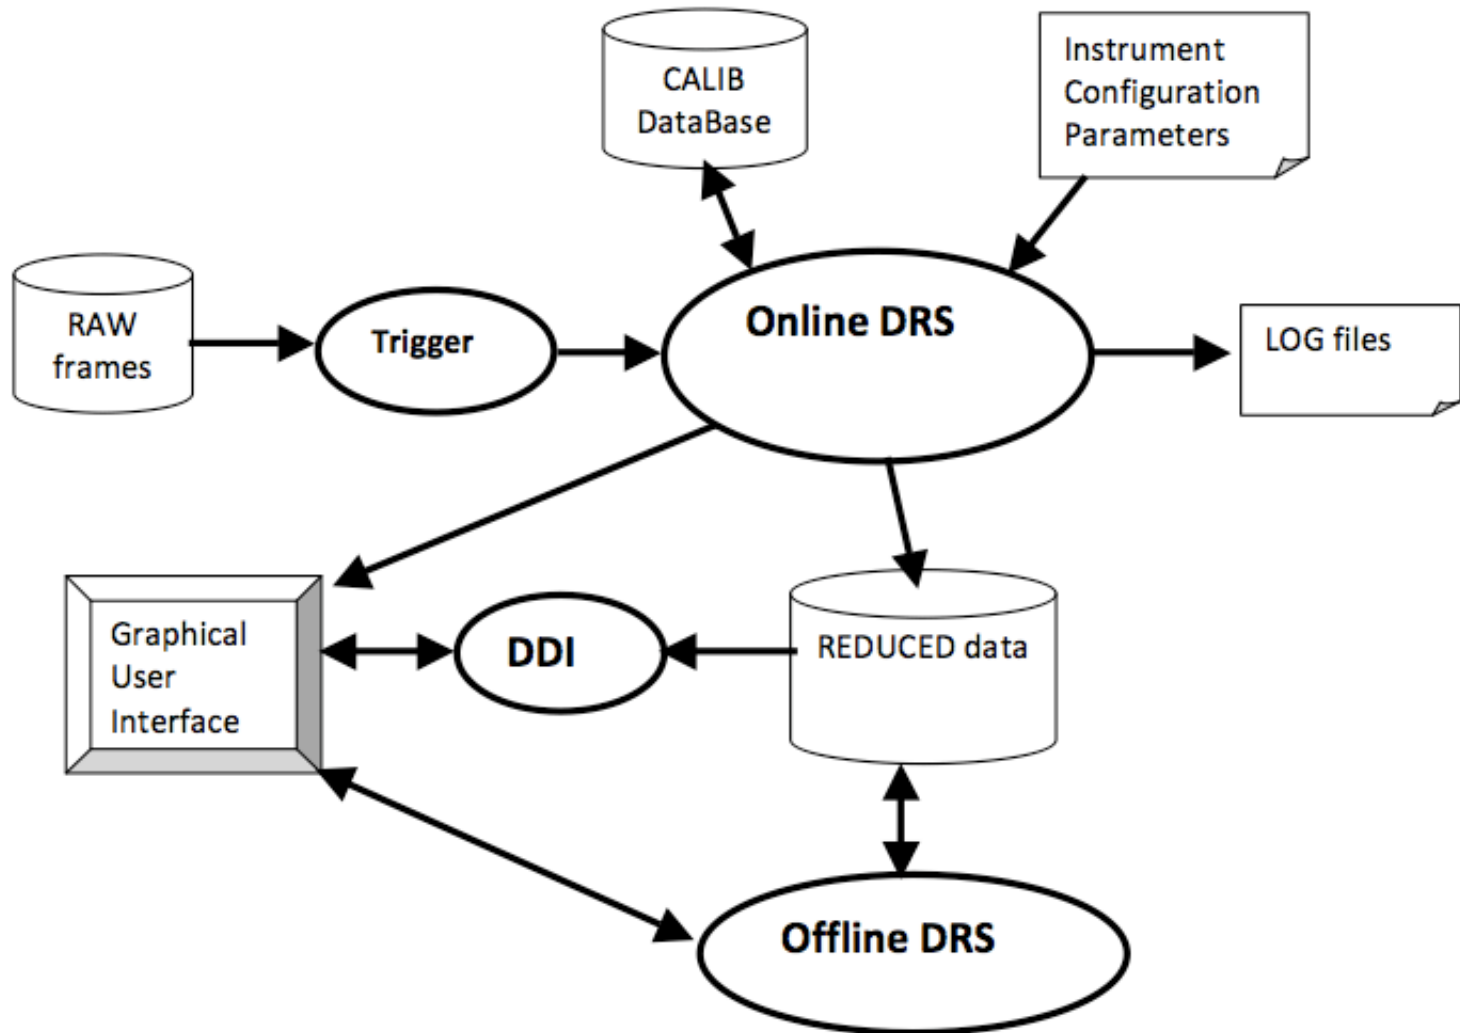 CALIB
DataBase
Instrument
Configuration
Parameters
RAW
frames
Trigger
Online DRS
LOG files
Graphical
User
Interface
DDI
REDUCED data
Offline DRS